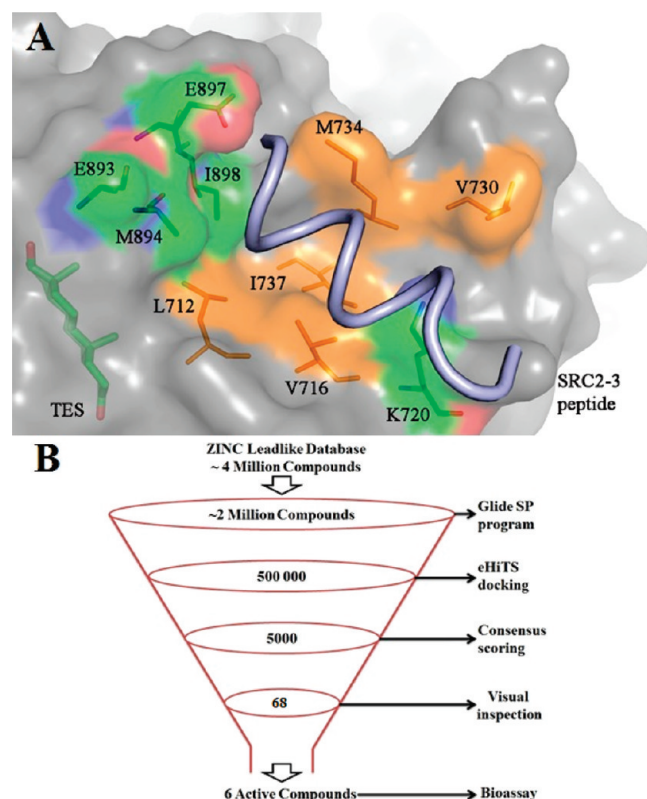 A
E897
M734
E893
I898
V730
M894
I737
L712
V716
TES
K720
SRC2-3
peptide
B
ZINC Leadlike Database
~ 4 Million Compounds
~2 Million Compounds
Glide SP
program
500 000
eHiTS
docking
5000
Consensus
scoring
68
Visual
inspection
6 Active Compounds
Bioassay